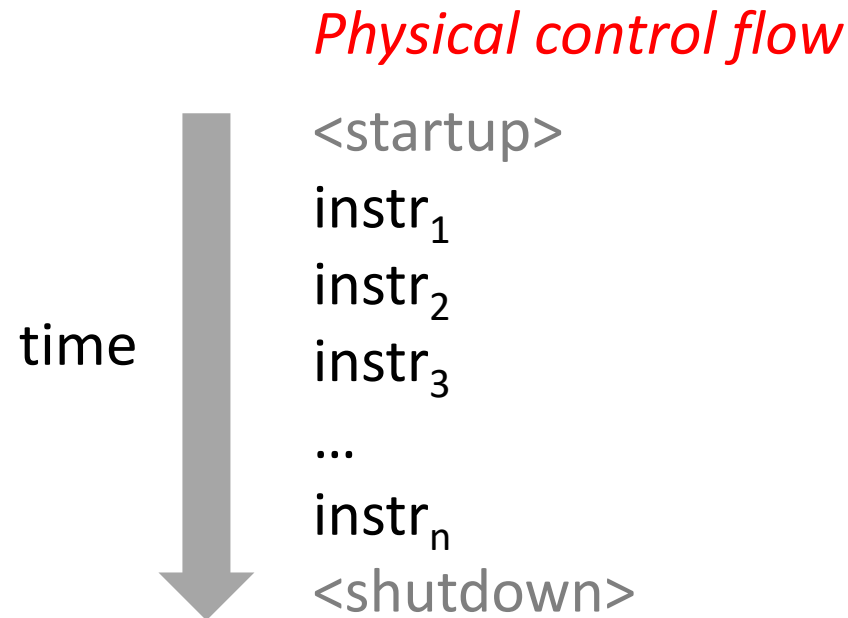 Physical control flow
<startup>
instr₁
instr₂
time
instr₃
...
instrₙ
<shutdown>